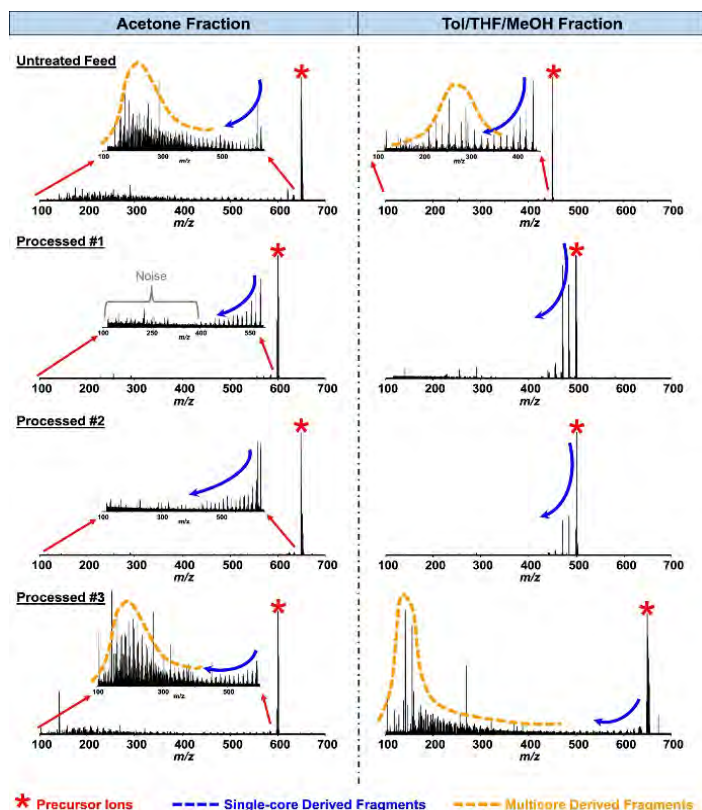 Acetone Fraction
Tol/THF/MeOH Fraction
Untreated Feed
*
100 300 500
m/z
100 200 300 400 500 600 700
m/z
*
100 200 300 400
m/z
100 200 300 400 500 600 700
m/z
Processed #1
*
Noise
100 250 400 550
m/z
100 200 300 400 500 600 700
m/z
*
100 200 300 400 500 600 700
m/z
Processed #2
*
100 300 500
m/z
100 200 300 400 500 600 700
m/z
*
100 200 300 400 500 600 700
m/z
Processed #3
*
100 200 300 400 500
m/z
100 200 300 400 500 600 700
m/z
*
100 200 300 400 500 600 700
m/z
* Precursor Ions
Single-core Derived Fragments
Multicore Derived Fragments